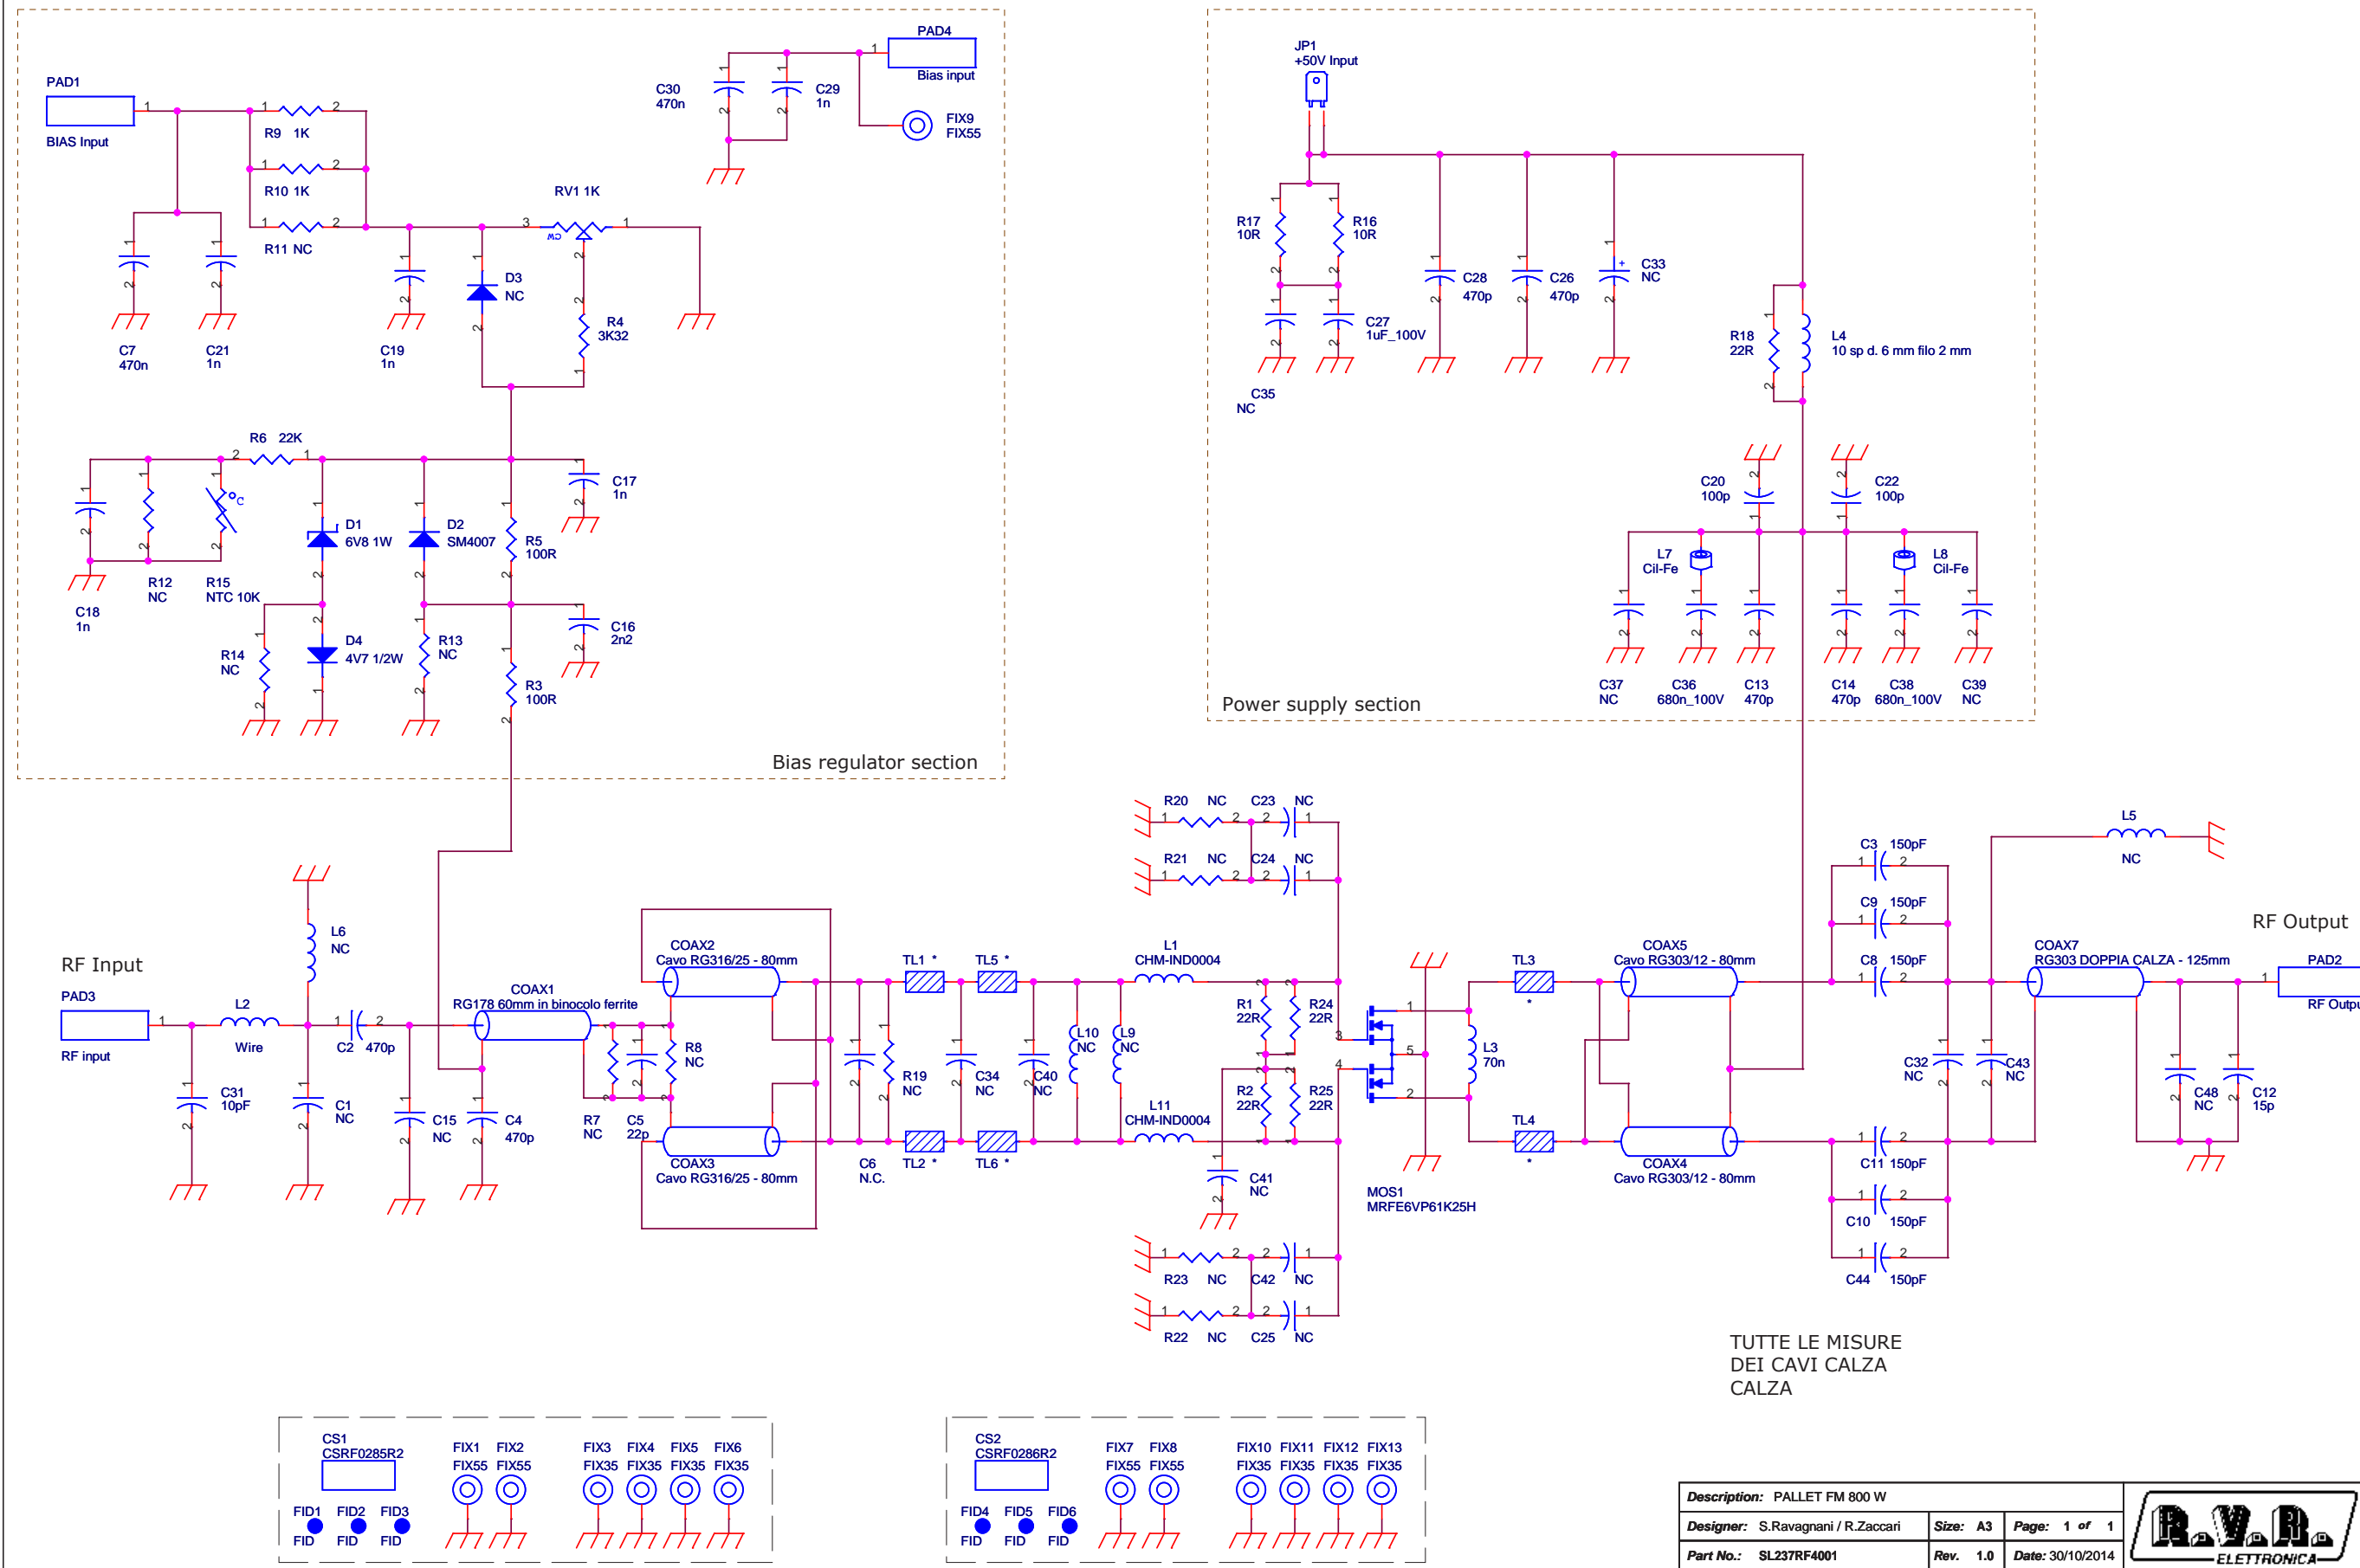 PAD1
BIAS Input
R9 1K
R10 1K
R11 NC
C7
470n
C21
1n
C19
1n
D3
NC
RV1 1K
CW
R4
3K32
C30
470n
C29
1n
PAD4
Bias input
FIX9
FIX55
R6 22K
°C
C18
1n
R12
NC
R15
NTC 10K
D1
6V8 1W
D2
SM4007
R5
100R
C17
1n
R14
NC
D4
4V7 1/2W
R13
NC
C16
2n2
R3
100R
Bias regulator section
JP1
+50V Input
R17
10R
R16
10R
C35
NC
C27
1uF_100V
C28
470p
C26
470p
C33
NC
R18
22R
L4
10 sp d. 6 mm filo 2 mm
C20
100p
C22
100p
L7
Cil-Fe
L8
Cil-Fe
C37
NC
C36
680n_100V
C13
470p
C14
470p
C38
680n_100V
C39
NC
Power supply section
RF Input
PAD3
RF input
C31
10pF
L2
Wire
L6
NC
C1
NC
C2 470p
C15
NC
C4
470p
COAX1
RG178 60mm in binocolo ferrite
R7
NC
C5
22p
R8
NC
COAX2
Cavo RG316/25 - 80mm
COAX3
Cavo RG316/25 - 80mm
C6
N.C.
R19
NC
TL1 *
TL5 *
TL2 *
TL6 *
C34
NC
C40
NC
L10
NC
L9
NC
L1
CHM-IND0004
L11
CHM-IND0004
R20 NC C23 NC
R21 NC C24 NC
R1
22R
R24
22R
R2
22R
R25
22R
C41
NC
R23 NC C42 NC
R22 NC C25 NC
MOS1
MRFE6VP61K25H
L3
70n
TL3
*
TL4
*
COAX5
Cavo RG303/12 - 80mm
COAX4
Cavo RG303/12 - 80mm
C3 150pF
C9 150pF
C8 150pF
C11 150pF
C10 150pF
C44 150pF
C32
NC
C43
NC
L5
NC
COAX7
RG303 DOPPIA CALZA - 125mm
C48
NC
C12
15p
RF Output
PAD2
RF Outpu
TUTTE LE MISURE
DEI CAVI CALZA
CALZA
CS1
CSRF0285R2
FIX1 FIX2 FIX3 FIX4 FIX5 FIX6
FIX55 FIX55 FIX35 FIX35 FIX35 FIX35
FID1 FID2 FID3
FID FID FID
CS2
CSRF0286R2
FIX7 FIX8 FIX10 FIX11 FIX12 FIX13
FIX55 FIX55 FIX35 FIX35 FIX35 FIX35
FID4 FID5 FID6
FID FID FID
Description: PALLET FM 800 W
Designer: S.Ravagnani / R.Zaccari Size: A3 Page: 1 of 1
Part No.: SL237RF4001 Rev. 1.0 Date: 30/10/2014
R.V.R.
ELETTRONICA